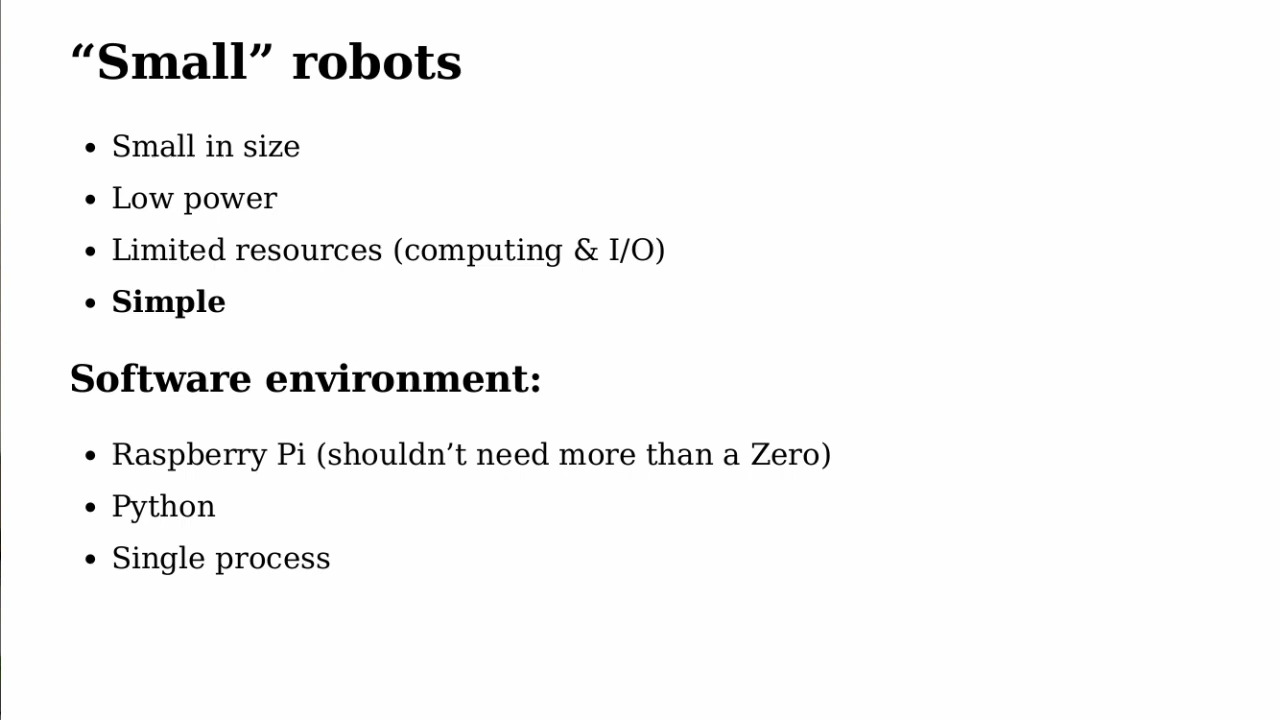 “Small” robots
• Small in size
• Low power
• Limited resources (computing & I/O)
• Simple
Software environment:
• Raspberry Pi (shouldn’t need more than a Zero)
• Python
• Single process